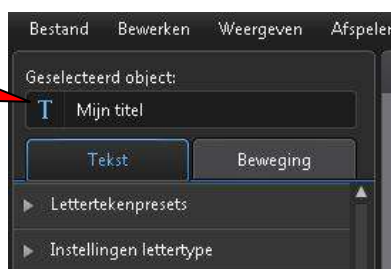 Bestand Bewerken Weergeven Afspelen
Geselecteerd object:
T Mijn titel
Tekst Beweging
Lettertekenpresets
Instellingen lettertype